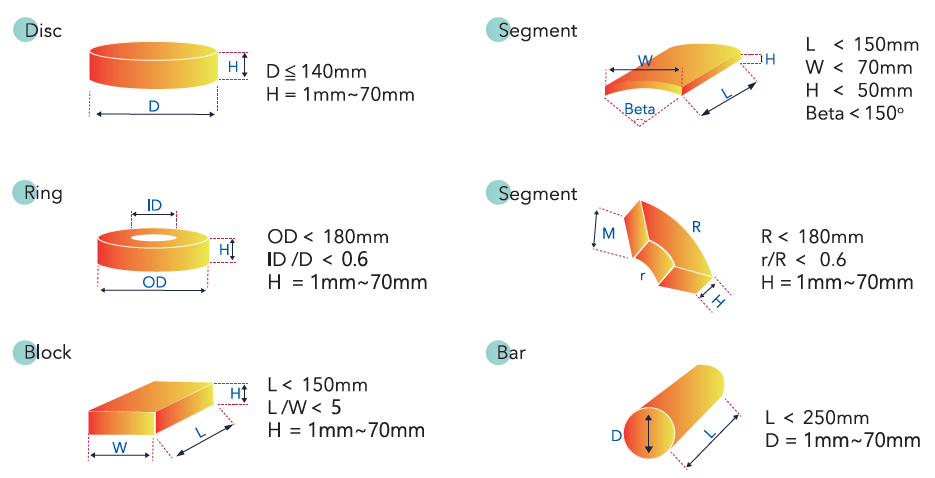 Disc
H
D
D ≦ 140mm
H = 1mm~70mm
Segment
W
H
L
Beta
L < 150mm
W < 70mm
H < 50mm
Beta < 150º
Ring
ID
H
OD
OD < 180mm
ID /D < 0.6
H = 1mm~70mm
Segment
M
R
r
H
R < 180mm
r/R < 0.6
H = 1mm~70mm
Block
H
L
W
L < 150mm
L /W < 5
H = 1mm~70mm
Bar
D
L
L < 250mm
D = 1mm~70mm